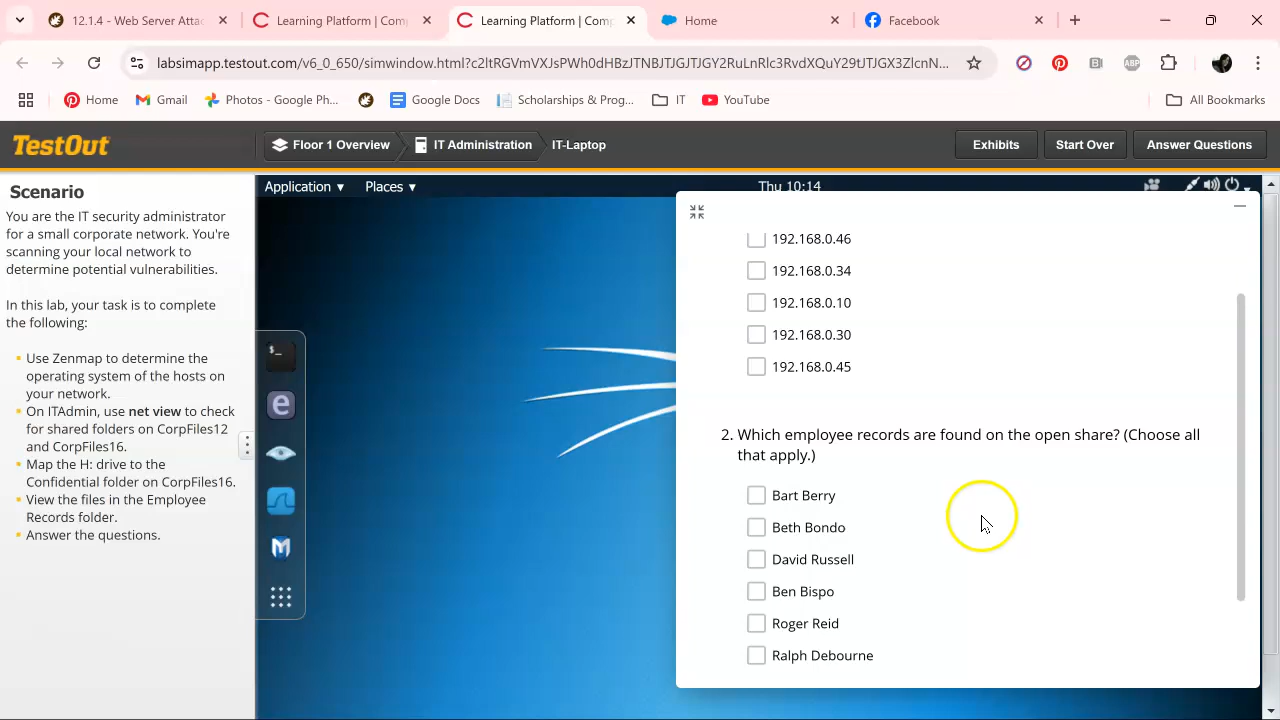 12.1.4 - Web ServerAtta
Learning Platform | Comp
Learning Platform | Comp
Home
Facebook
labsimapp.testout.com/v6_0_650/simwindow.html?c2ltRGVmVXJsPWh0dHBzJTNBJTJGJTJGY2RuLnRlc3RvdXQuY29tJTJGX3ZlcnN...
Home
Gmail
Photos - Google Ph...
Google Docs
Scholarships & Prog...
IT
YouTube
All Bookmarks
TestOut
Floor 1 Overview
IT Administration
IT-Laptop
Exhibits
Start Over
Answer Questions
Scenario
You are the IT security administrator
for a small corporate network. You're
scanning your local network to
determine potential vulnerabilities.
In this lab, your task is to complete
the following:
Use Zenmap to determine the
operating system of the hosts on
your network.
On ITAdmin, use net view to check
for shared folders on CorpFiles12
and CorpFiles16.
Map the H: drive to the
Confidential folder on CorpFiles16.
View the files in the Employee
Records folder.
Answer the questions.
Application ▾
Places ▾
Thu 10:14
192.168.0.46
192.168.0.34
192.168.0.10
192.168.0.30
192.168.0.45
2. Which employee records are found on the open share? (Choose all
that apply.)
Bart Berry
Beth Bondo
David Russell
Ben Bispo
Roger Reid
Ralph Debourne